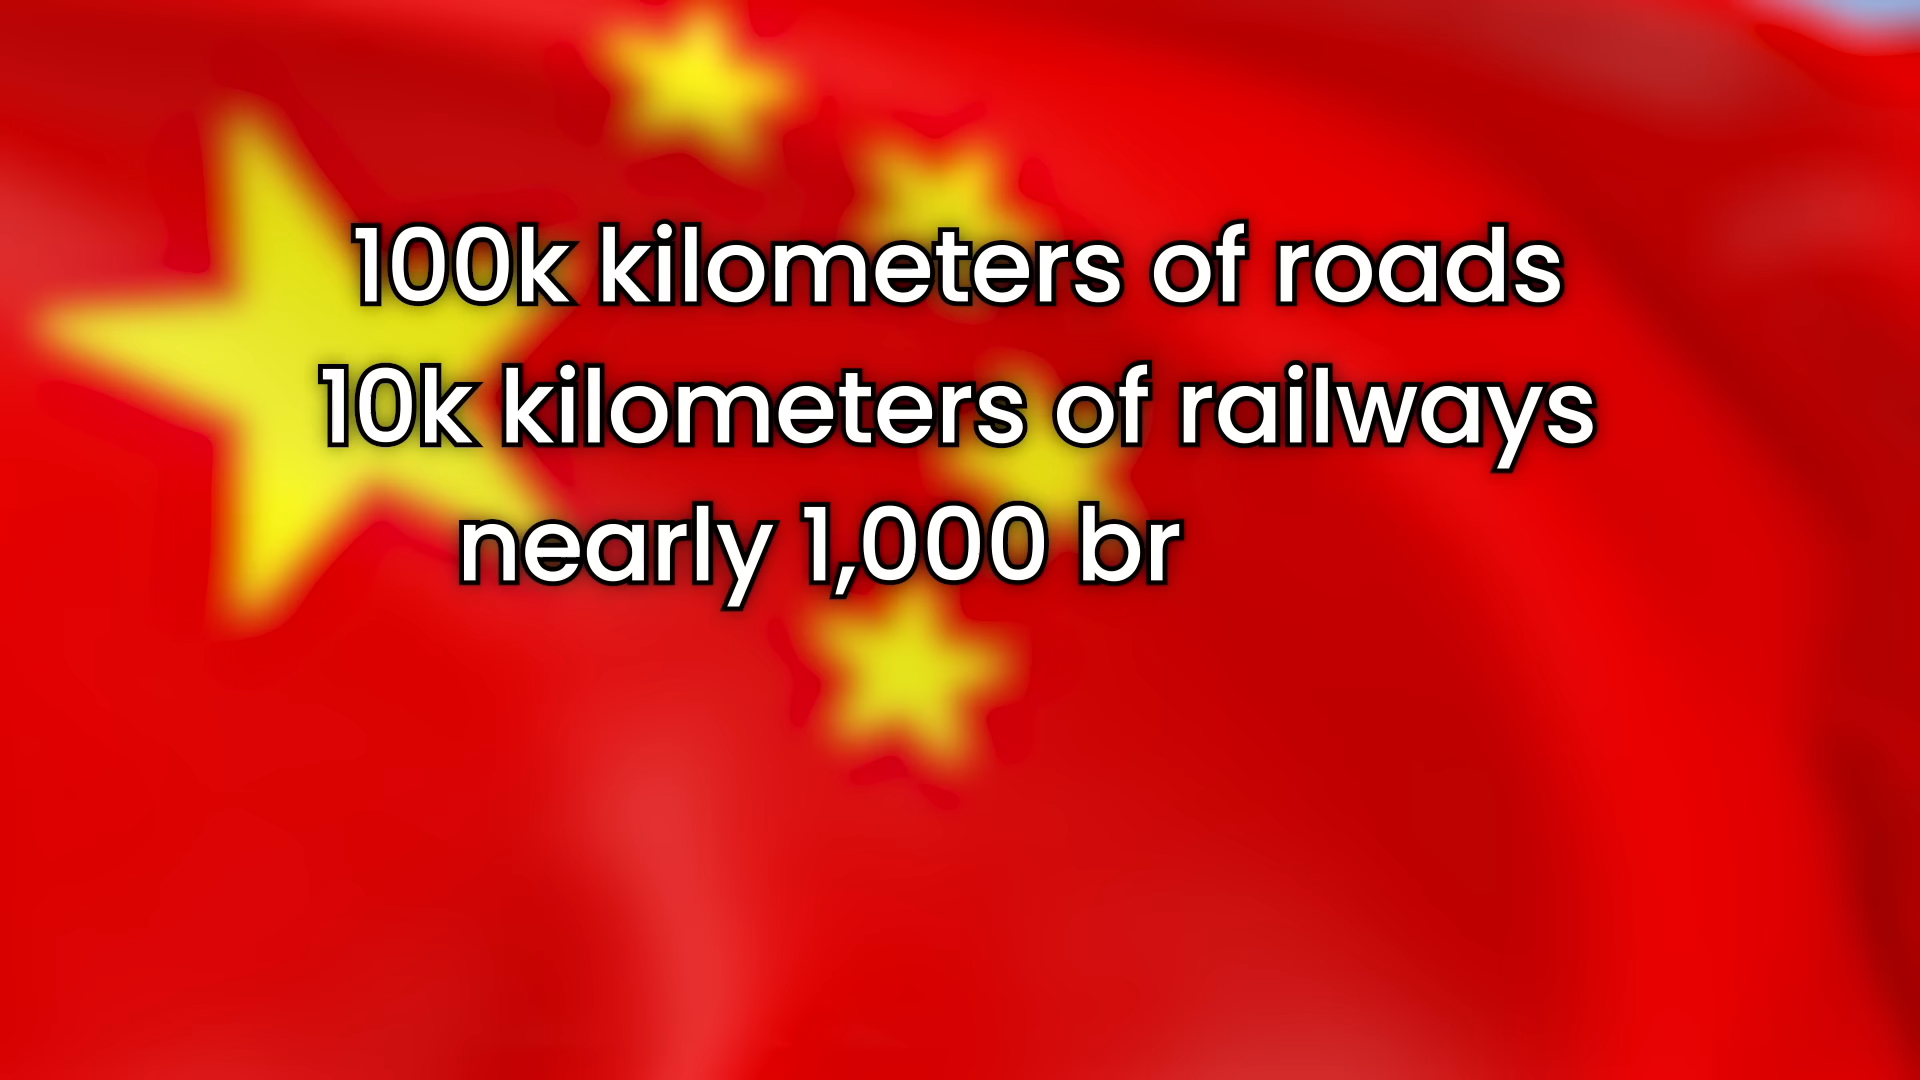 100k kilometers of roads
10k kilometers of railways
nearly 1,000 br